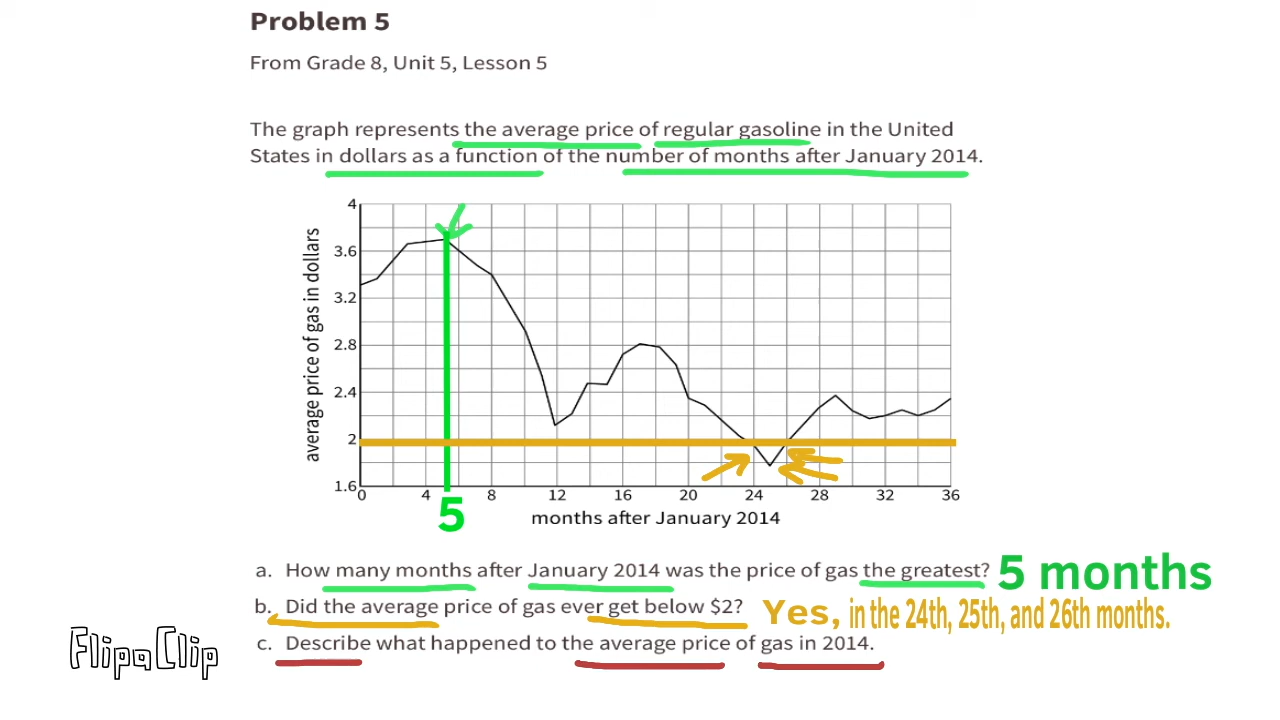 Problem 5
From Grade 8, Unit 5, Lesson 5
The graph represents the average price of regular gasoline in the United
States in dollars as a function of the number of months after January 2014.
average price of gas in dollars
4
3.6
3.2
2.8
2.4
2
1.6
0 4 8 12 16 20 24 28 32 36
5
months after January 2014
a. How many months after January 2014 was the price of gas the greatest? 5 months
b. Did the average price of gas ever get below $2? Yes, in the 24th, 25th, and 26th months.
c. Describe what happened to the average price of gas in 2014.
FlipaClip